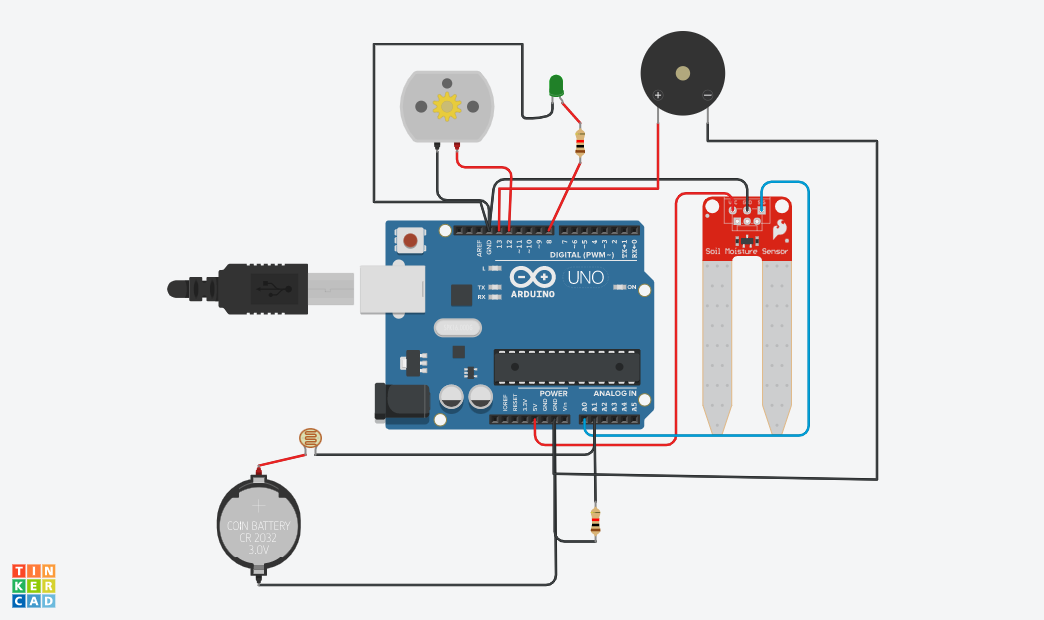 +
−
AREF
GND
13
12
~11
~10
~9
8
7
~6
~5
4
~3
2
TX→1
RX←0
DIGITAL (PWM~)
L
TX
RX
ARDUINO
UNO
ON
Soil Moisture Sensor
POWER
ANALOG IN
IOREF
RESET
3.3V
5V
GND
GND
Vin
A0
A1
A2
A3
A4
A5
+
COIN BATTERY
CR 2032
3.0V
TIN
KER
CAD